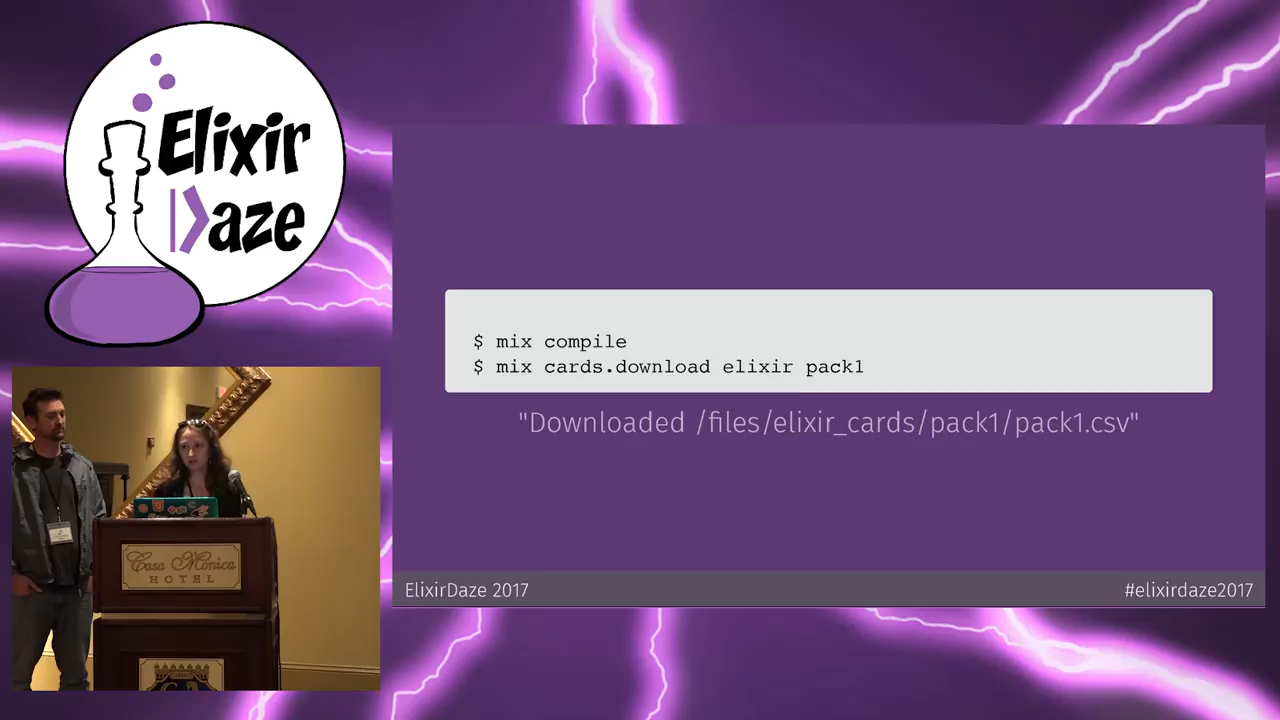 Elixir
Daze
$ mix compile
$ mix cards.download elixir pack1
"Downloaded /files/elixir_cards/pack1/pack1.csv"
Casa Monica
HOTEL
ElixirDaze 2017
#elixirdaze2017